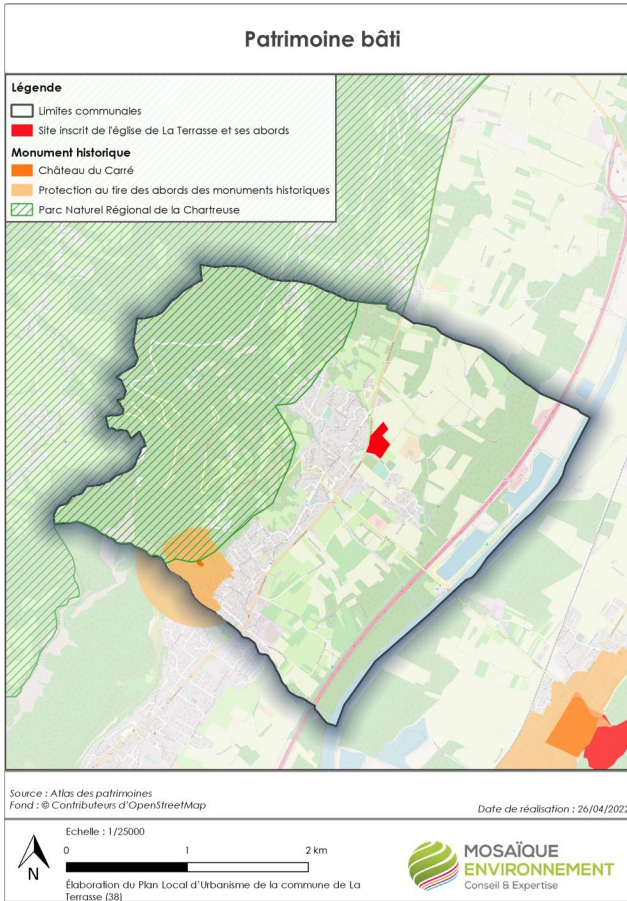 Patrimoine bâti
Légende
Limites communales
Site inscrit de l'église de La Terrasse et ses abords
Monument historique
Château du Carré
Protection au tire des abords des monuments historiques
Parc Naturel Régional de la Chartreuse
Source : Atlas des patrimoines
Fond : © Contributeurs d'OpenStreetMap
Date de réalisation : 26/04/2022
Echelle : 1/25000
0 1 2 km
N
Élaboration du Plan Local d'Urbanisme de la commune de La
Terrasse (38)
MOSAÏQUE
ENVIRONNEMENT
Conseil & Expertise